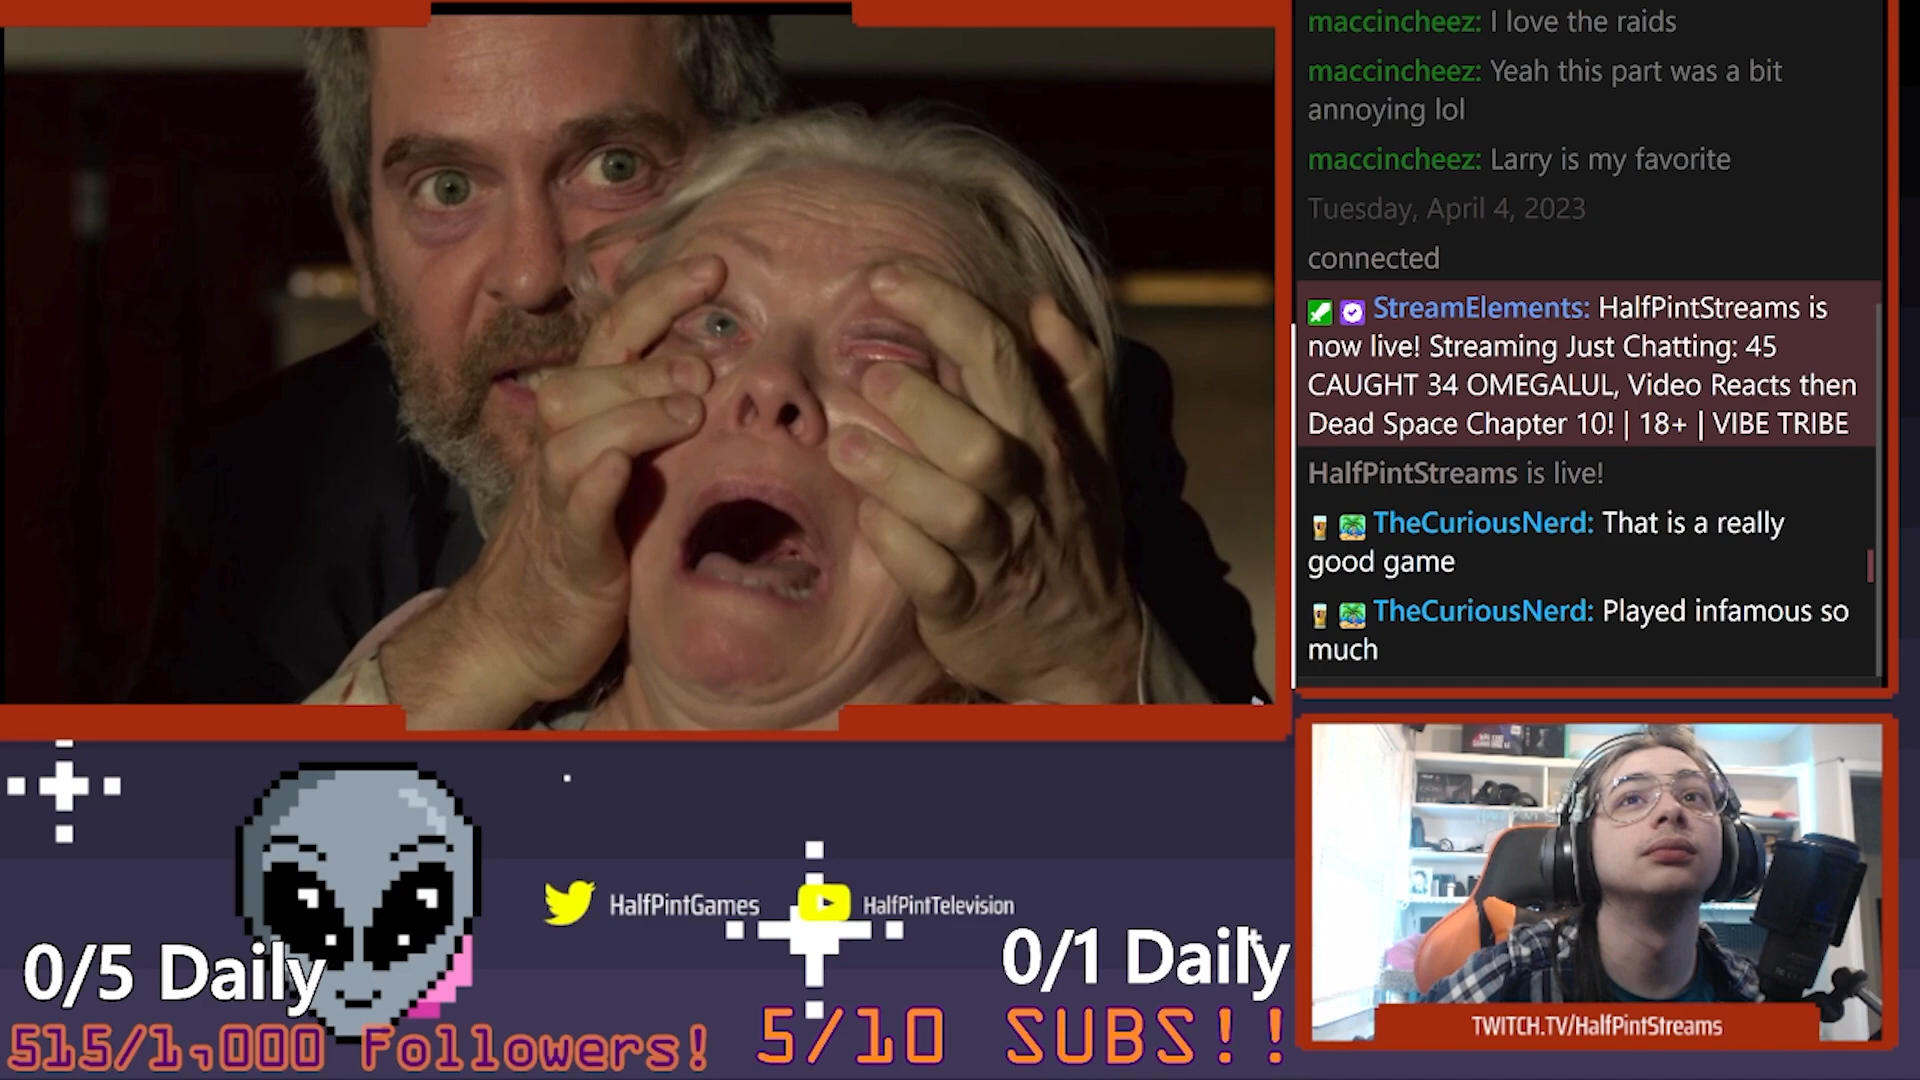 maccincheez: I love the raids
maccincheez: Yeah this part was a bit
annoying lol
maccincheez: Larry is my favorite
Tuesday, April 4, 2023
connected
StreamElements: HalfPintStreams is
now live! Streaming Just Chatting: 45
CAUGHT 34 OMEGALUL, Video Reacts then
Dead Space Chapter 10! | 18+ | VIBE TRIBE
HalfPintStreams is live!
TheCuriousNerd: That is a really
good game
TheCuriousNerd: Played infamous so
much
HalfPintGames
HalfPintTelevision
0/5 Daily
0/1 Daily
515/1,000 Followers!
5/10 SUBS!!
TWITCH.TV/HalfPintStreams